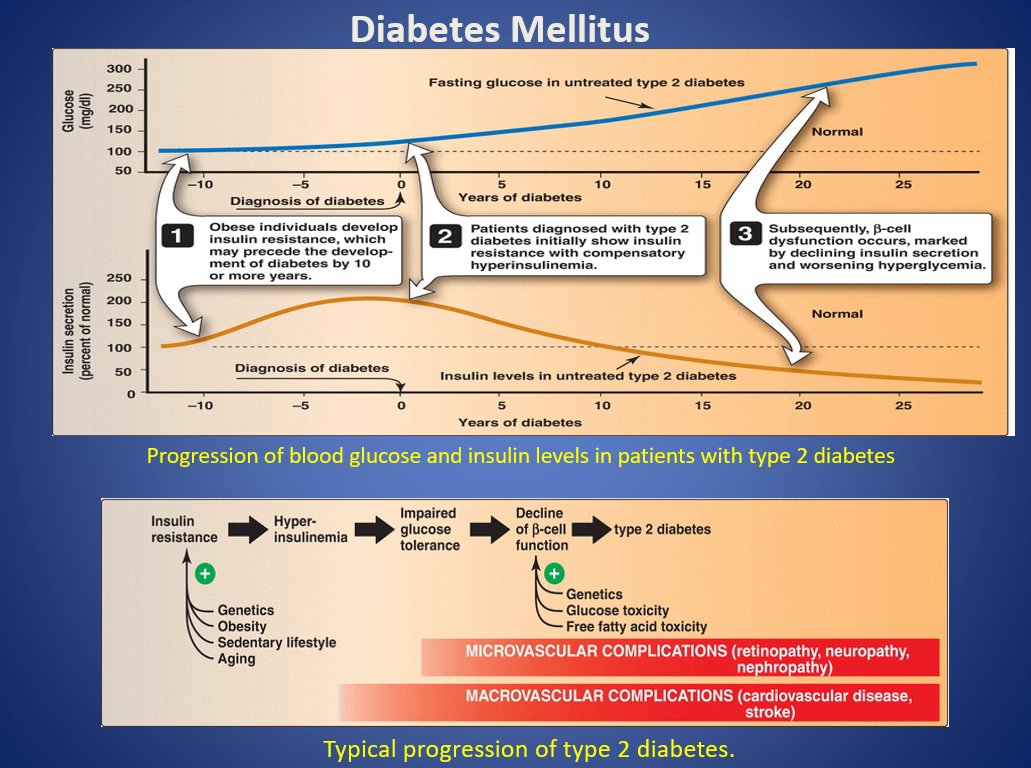 Diabetes Mellitus
300
250
200
150
100
50
Glucose
(mg/dl)
Fasting glucose in untreated type 2 diabetes
Normal
−10
−5
0
5
10
15
20
25
Diagnosis of diabetes
Years of diabetes
1
Obese individuals develop
insulin resistance, which
may precede the develop-
ment of diabetes by 10
or more years.
2
Patients diagnosed with type 2
diabetes initially show insulin
resistance with compensatory
hyperinsulinemia.
3
Subsequently, β-cell
dysfunction occurs, marked
by declining insulin secretion
and worsening hyperglycemia.
250
200
150
100
50
0
Insulin secretion
(percent of normal)
Normal
Diagnosis of diabetes
Insulin levels in untreated type 2 diabetes
−10
−5
0
5
10
15
20
25
Years of diabetes
Progression of blood glucose and insulin levels in patients with type 2 diabetes
Insulin
resistance
Hyper-
insulinemia
Impaired
glucose
tolerance
Decline
of β-cell
function
type 2 diabetes
+
Genetics
Obesity
Sedentary lifestyle
Aging
+
Genetics
Glucose toxicity
Free fatty acid toxicity
MICROVASCULAR COMPLICATIONS (retinopathy, neuropathy,
nephropathy)
MACROVASCULAR COMPLICATIONS (cardiovascular disease,
stroke)
Typical progression of type 2 diabetes.